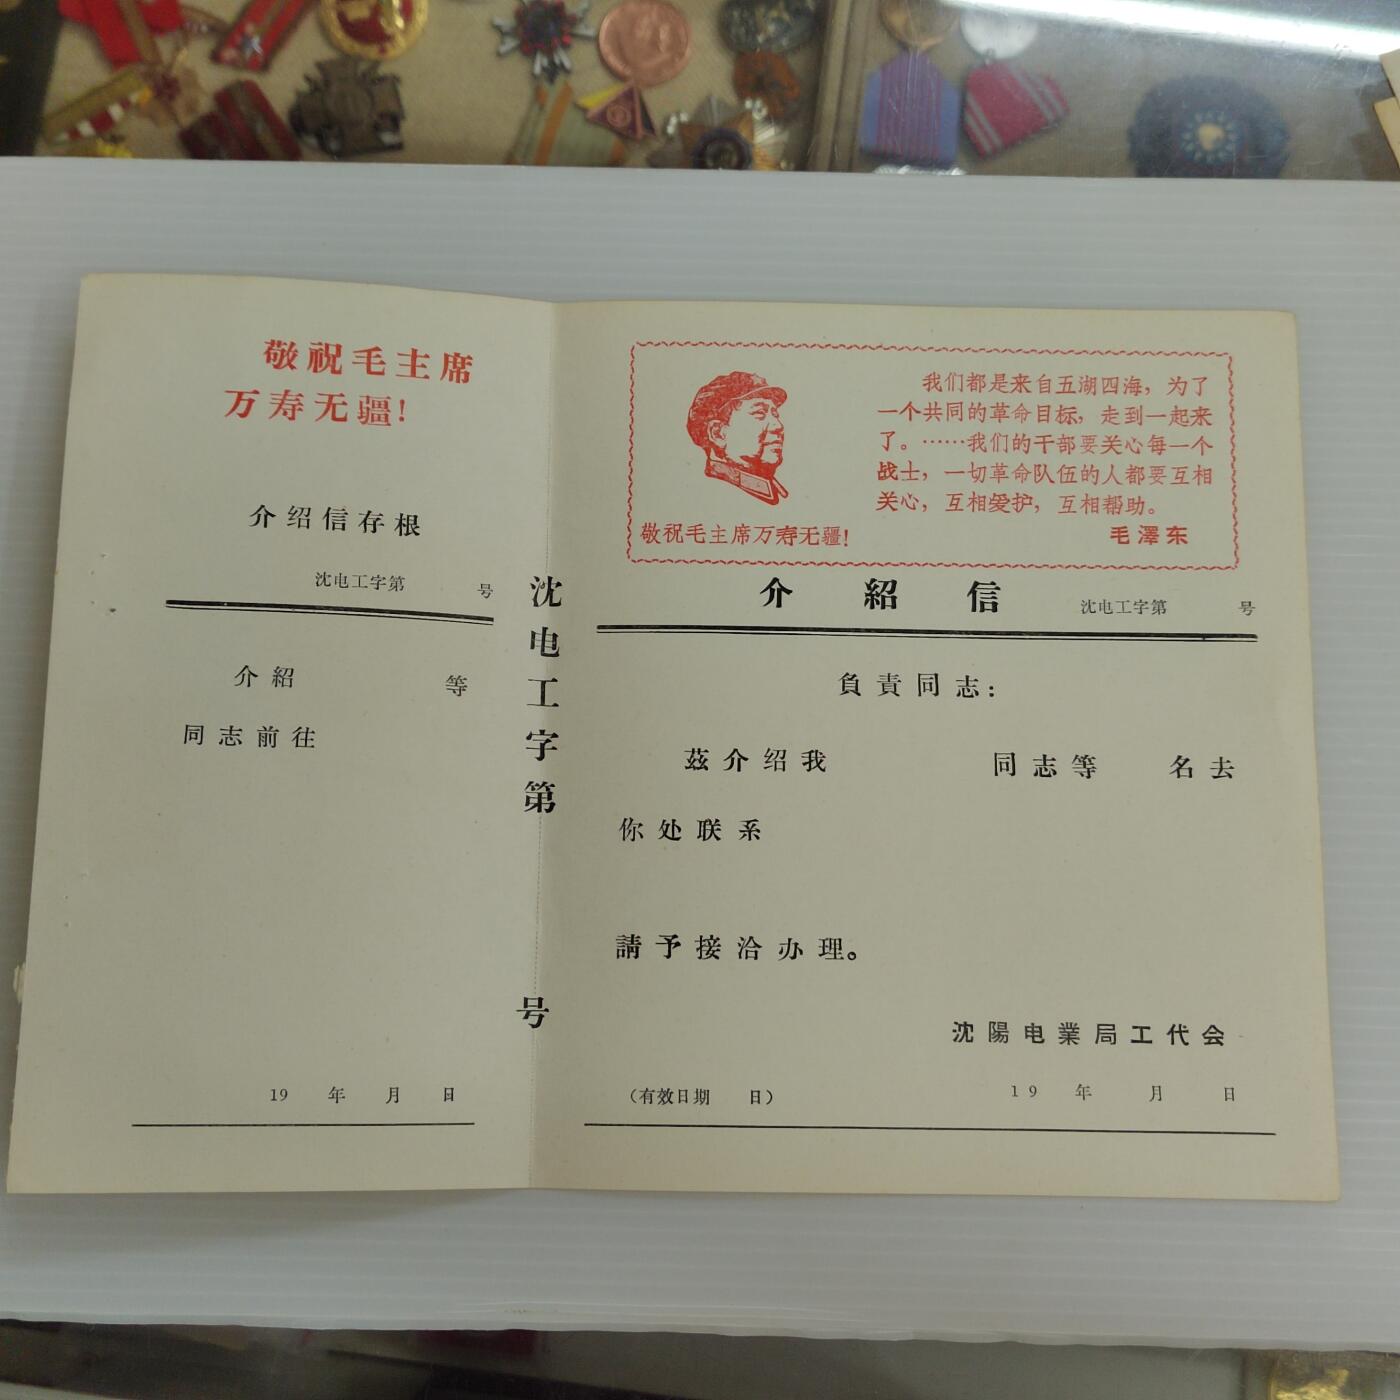 敬祝毛主席
万寿无疆！
介绍信存根
沈电工字第 号
介紹 等
同志前往
19 年 月 日
沈电工字第 号
我们都是来自五湖四海，为了
一个共同的革命目标，走到一起来
了。……我们的干部要关心每一个
战士，一切革命队伍的人都要互相
关心，互相爱护，互相帮助。
毛澤东
敬祝毛主席万寿无疆！
介紹信 沈电工字第 号
負責同志：
茲介绍我 同志等 名去
你处联系
請予接洽办理。
沈陽电業局工代会
（有效日期 日） 19 年 月 日